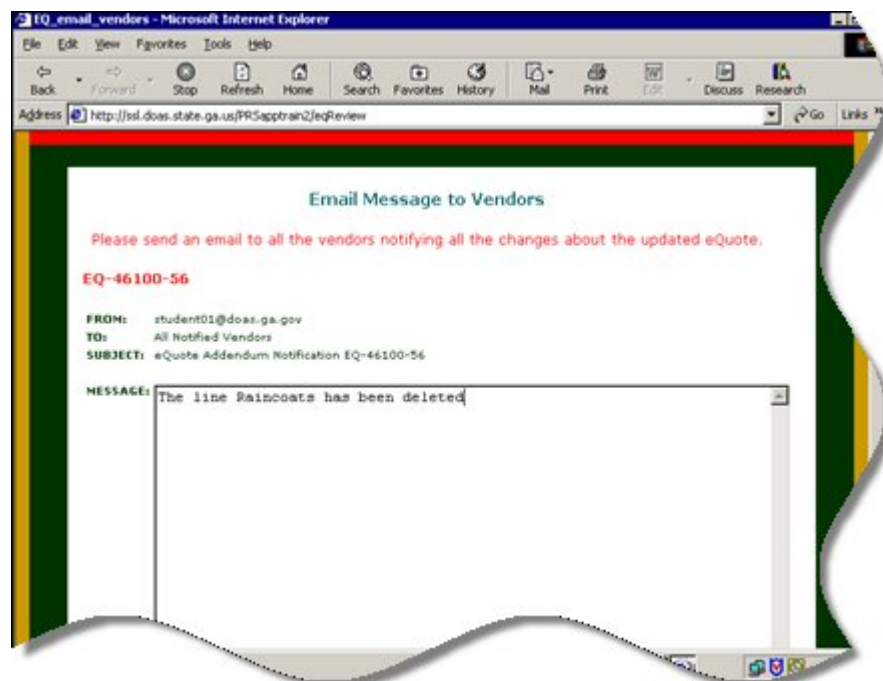 EQ_email_vendors - Microsoft Internet Explorer
File Edit View Favorites Tools Help
Back Forward Stop Refresh Home Search Favorites History Mail Print Edit Discuss Research
Address http://ssl.doas.state.ga.us/PRSapptrain2/eqReview Go Links »
Email Message to Vendors
Please send an email to all the vendors notifying all the changes about the updated eQuote.
EQ-46100-56
FROM: student01@doas.ga.gov
TO: All Notified Vendors
SUBJECT: eQuote Addendum Notification EQ-46100-56
MESSAGE: The line Raincoats has been deleted